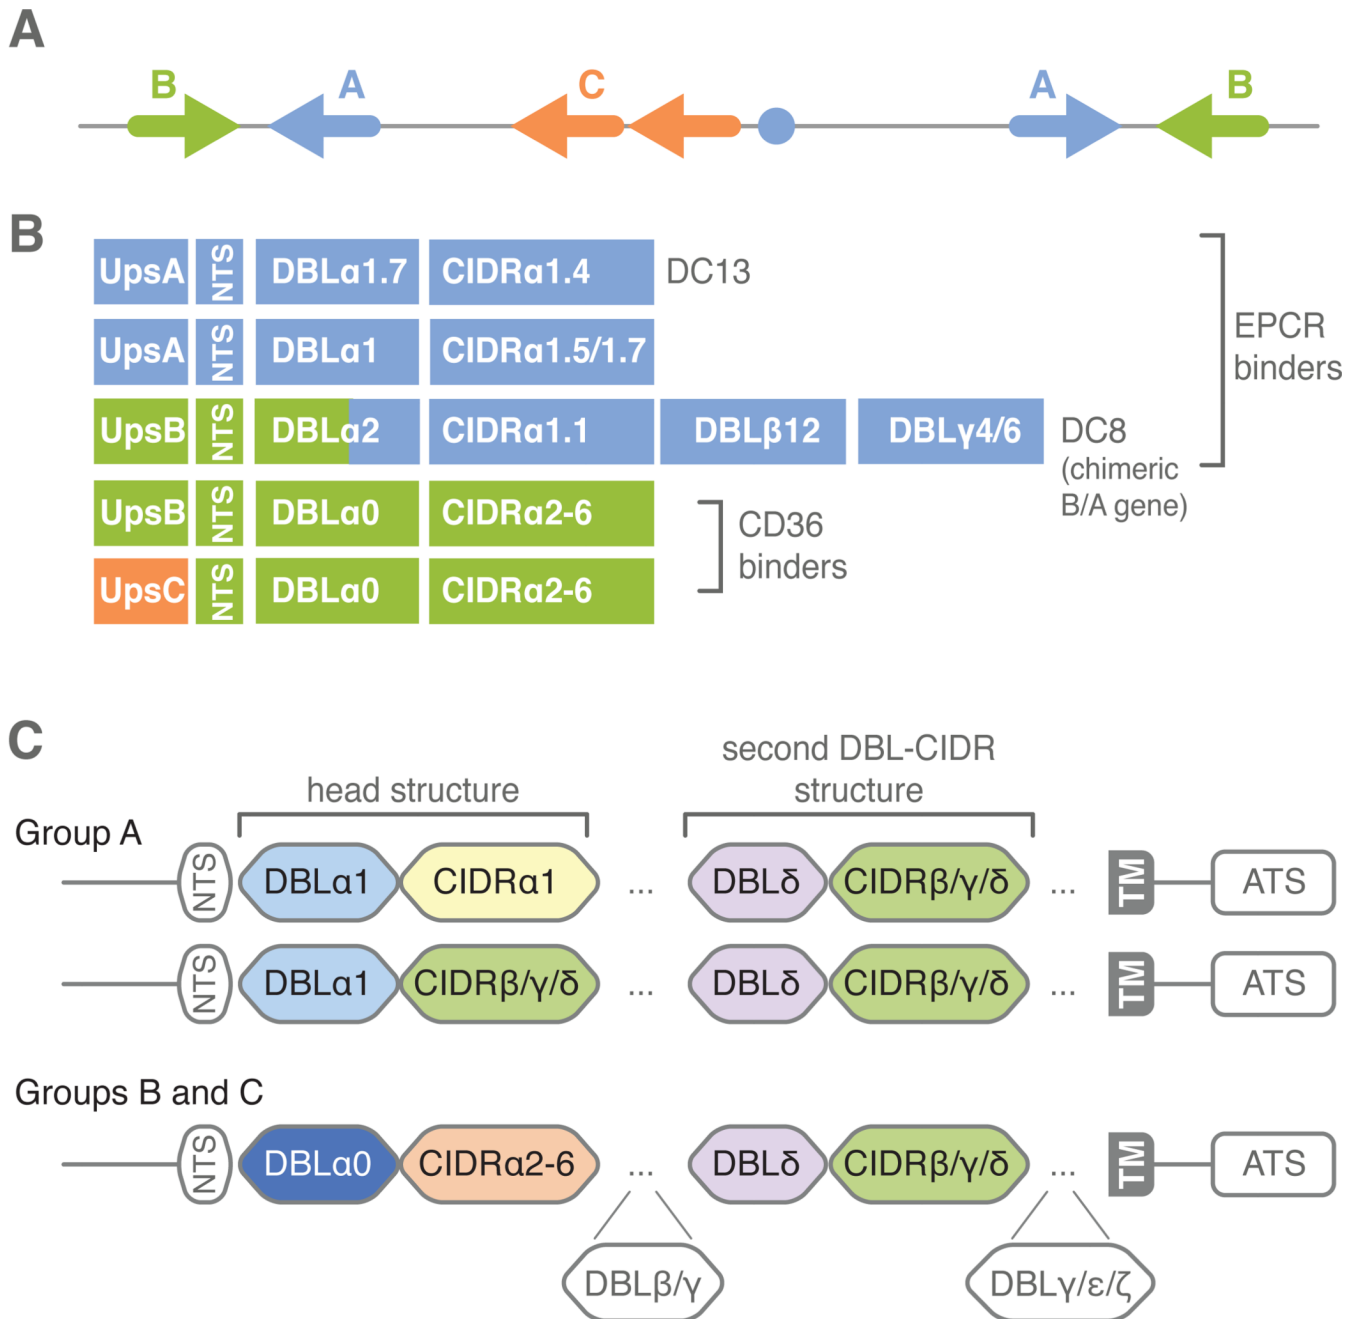 A
B A C A B
B
UpsA NTS DBLα1.7 CIDRα1.4 DC13
UpsA NTS DBLα1 CIDRα1.5/1.7
EPCR
binders
UpsB NTS DBLα2 CIDRα1.1 DBLβ12 DBLγ4/6 DC8
(chimeric
B/A gene)
UpsB NTS DBLα0 CIDRα2-6
CD36
binders
UpsC NTS DBLα0 CIDRα2-6
C
head structure
second DBL-CIDR
structure
Group A
NTS DBLα1 CIDRα1 ... DBLδ CIDRβ/γ/δ ... TM ATS
NTS DBLα1 CIDRβ/γ/δ ... DBLδ CIDRβ/γ/δ ... TM ATS
Groups B and C
NTS DBLα0 CIDRα2-6 ... DBLδ CIDRβ/γ/δ ... TM ATS
DBLβ/γ DBLγ/ε/ζ